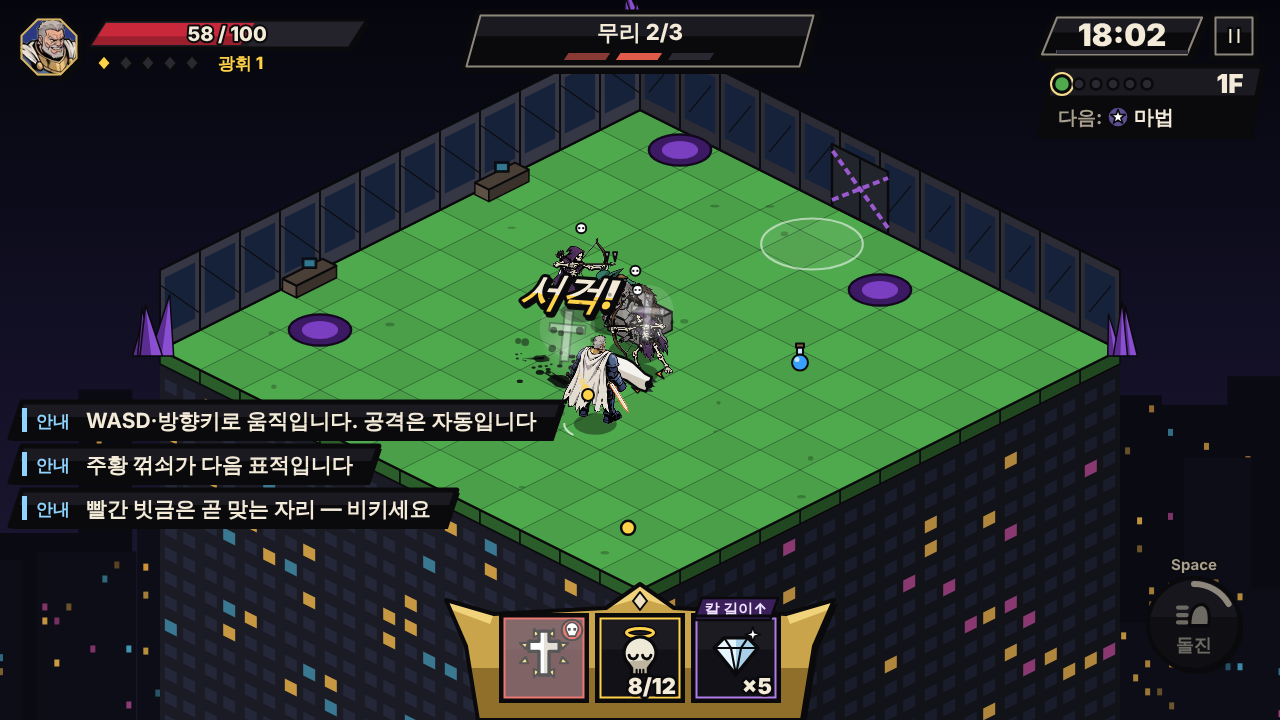 58 / 100
광휘 1
무리 2/3
18:02
1F
다음: 마법
서걱!
안내 WASD·방향키로 움직입니다. 공격은 자동입니다
안내 주황 꺾쇠가 다음 표적입니다
안내 빨간 빗금은 곧 맞는 자리 — 비키세요
Space
돌진
칼 길이↑
8/12
×5